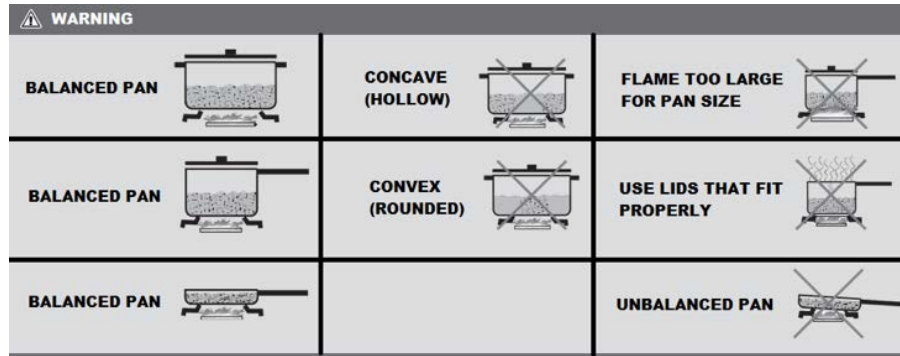 WARNING
BALANCED PAN
CONCAVE
(HOLLOW)
FLAME TOO LARGE
FOR PAN SIZE
BALANCED PAN
CONVEX
(ROUNDED)
USE LIDS THAT FIT
PROPERLY
BALANCED PAN
UNBALANCED PAN